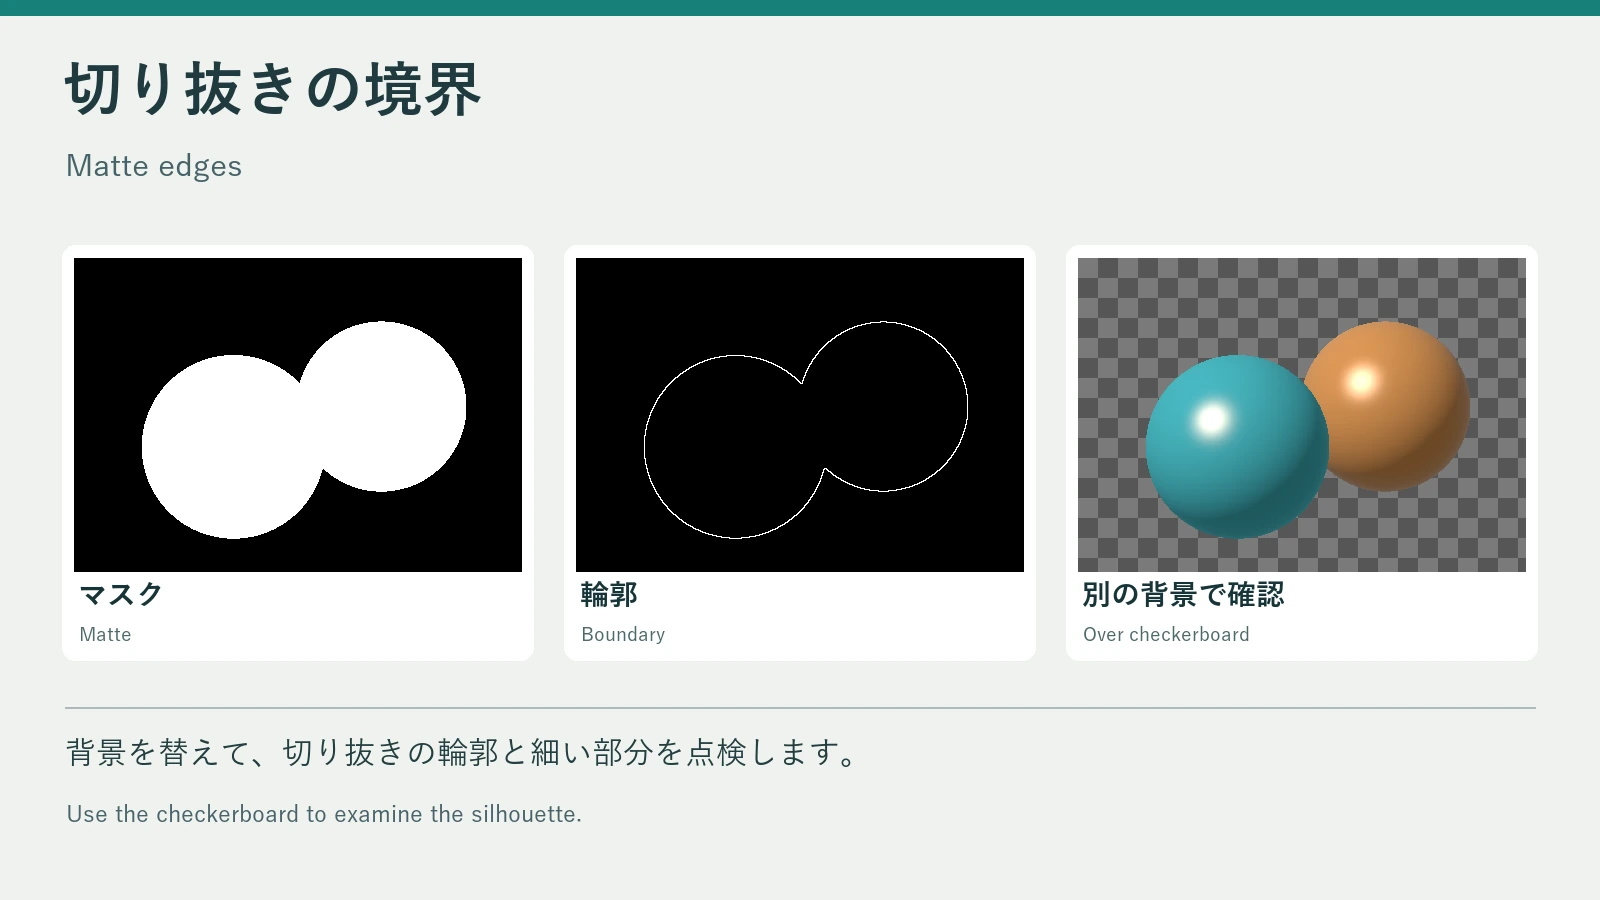 切り抜きの境界
Matte edges
マスク
Matte
輪郭
Boundary
別の背景で確認
Over checkerboard
背景を替えて、切り抜きの輪郭と細い部分を点検します。
Use the checkerboard to examine the silhouette.